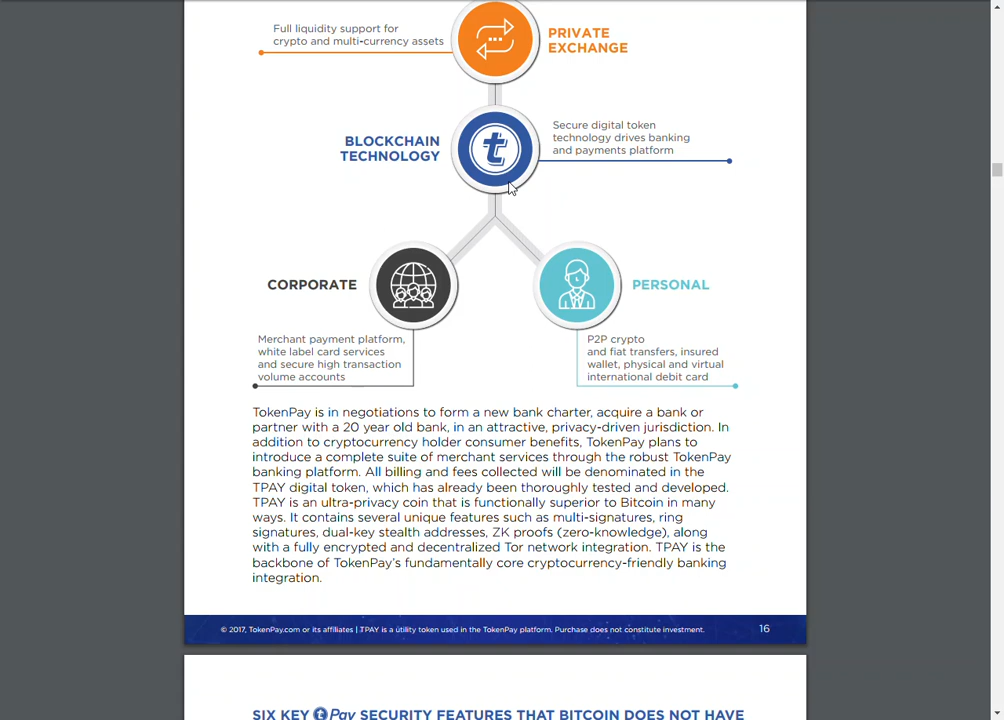 Full liquidity support for
crypto and multi-currency assets
PRIVATE
EXCHANGE
BLOCKCHAIN
TECHNOLOGY
t
Secure digital token
technology drives banking
and payments platform
CORPORATE
PERSONAL
Merchant payment platform,
white label card services
and secure high transaction
volume accounts
P2P crypto
and fiat transfers, insured
wallet, physical and virtual
international debit card
TokenPay is in negotiations to form a new bank charter, acquire a bank or
partner with a 20 year old bank, in an attractive, privacy-driven jurisdiction. In
addition to cryptocurrency holder consumer benefits, TokenPay plans to
introduce a complete suite of merchant services through the robust TokenPay
banking platform. All billing and fees collected will be denominated in the
TPAY digital token, which has already been thoroughly tested and developed.
TPAY is an ultra-privacy coin that is functionally superior to Bitcoin in many
ways. It contains several unique features such as multi-signatures, ring
signatures, dual-key stealth addresses, ZK proofs (zero-knowledge), along
with a fully encrypted and decentralized Tor network integration. TPAY is the
backbone of TokenPay's fundamentally core cryptocurrency-friendly banking
integration.
© 2017, TokenPay.com or its affiliates | TPAY is a utility token used in the TokenPay platform. Purchase does not constitute investment.
16
SIX KEY tPay SECURITY FEATURES THAT BITCOIN DOES NOT HAVE